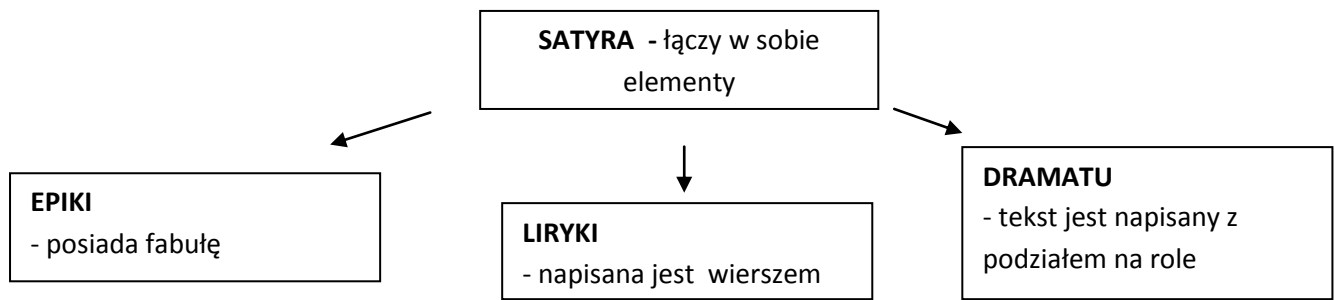 SATYRA - łączy w sobie
elementy
EPIKI
- posiada fabułę
LIRYKI
- napisana jest wierszem
DRAMATU
- tekst jest napisany z
podziałem na role